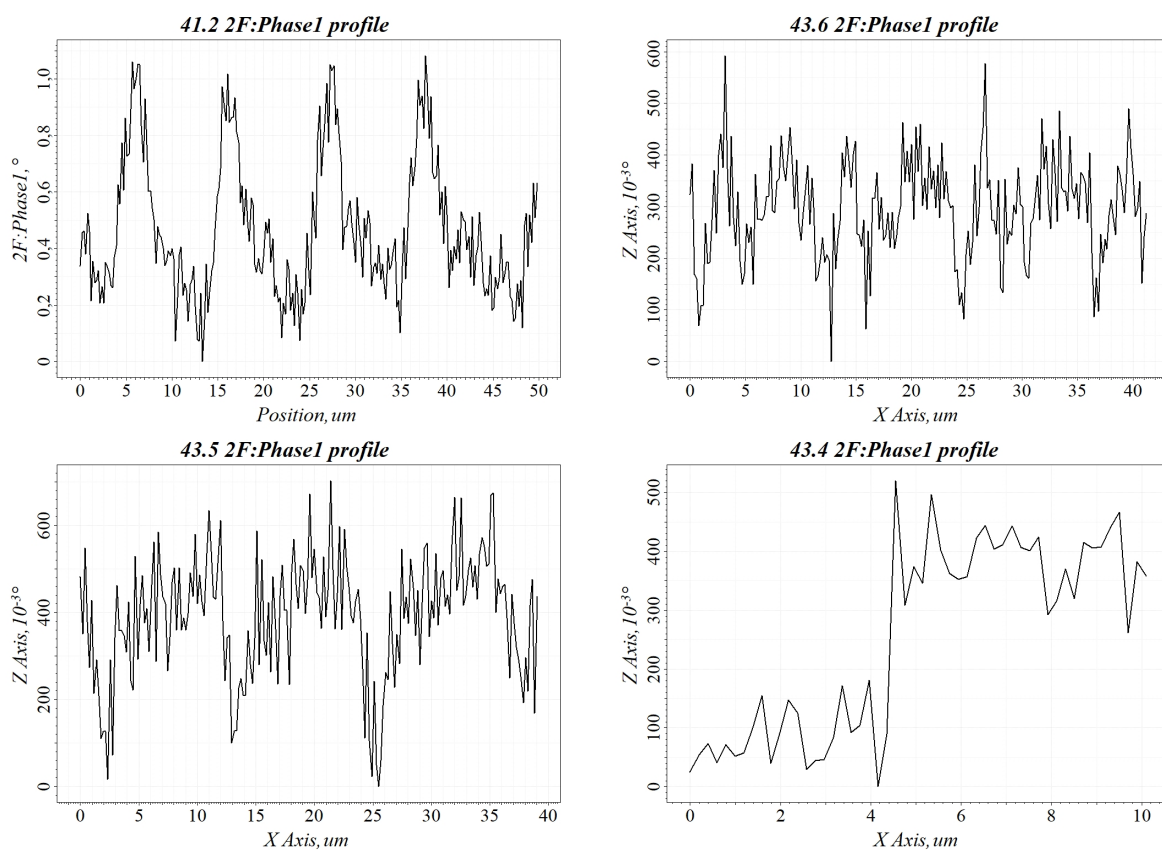 41.2 2F:Phase1 profile
2F:Phase1,°
1,0
0,8
0,6
0,4
0,2
0
0 5 10 15 20 25 30 35 40 45 50
Position,um
43.6 2F:Phase1 profile
Z Axis,10⁻³°
600
500
400
300
200
100
0
0 5 10 15 20 25 30 35 40
X Axis,um
43.5 2F:Phase1 profile
Z Axis,10⁻³°
600
400
200
0
0 5 10 15 20 25 30 35 40
X Axis,um
43.4 2F:Phase1 profile
Z Axis,10⁻³°
500
400
300
200
100
0
0 2 4 6 8 10
X Axis,um